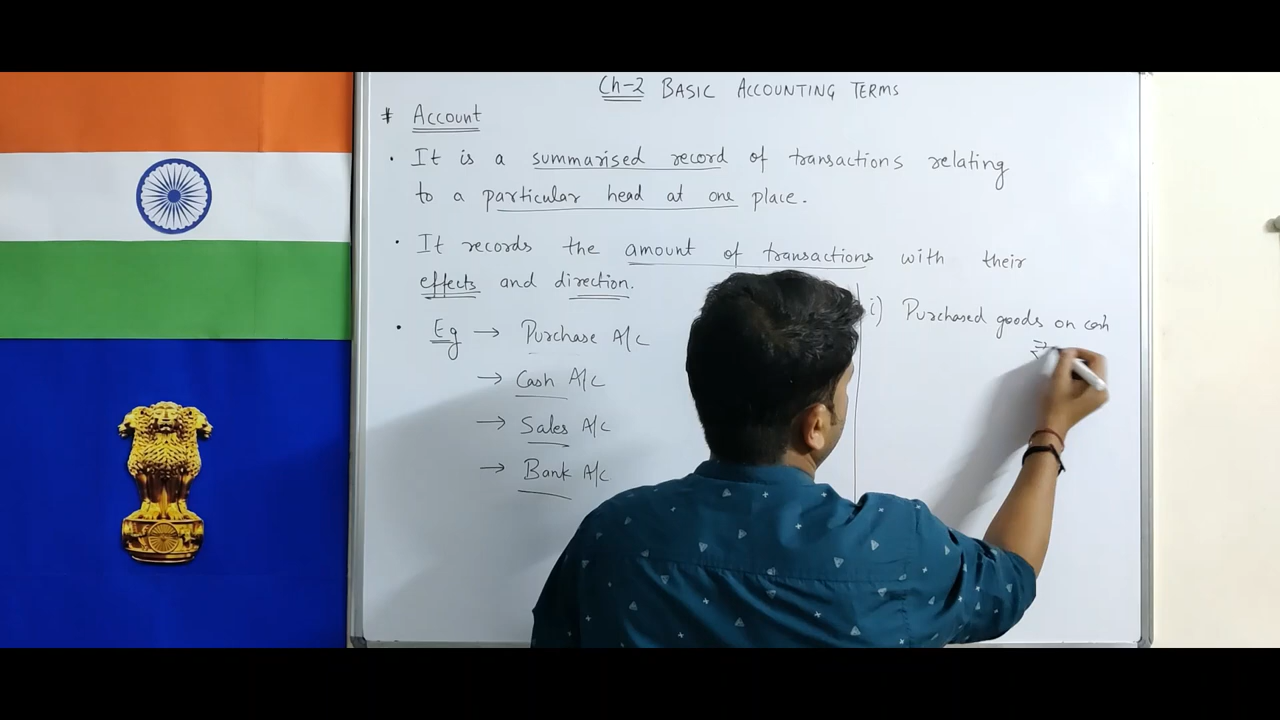 Ch-2 BASIC ACCOUNTING TERMS
* Account
• It is a summarised record of transactions relating
to a particular head at one place.
• It records the amount of transactions with their
effects and direction.
• Eg → Purchase A/c
→ Cash A/c
→ Sales A/c
→ Bank A/c
i) Purchased goods on cash
₹